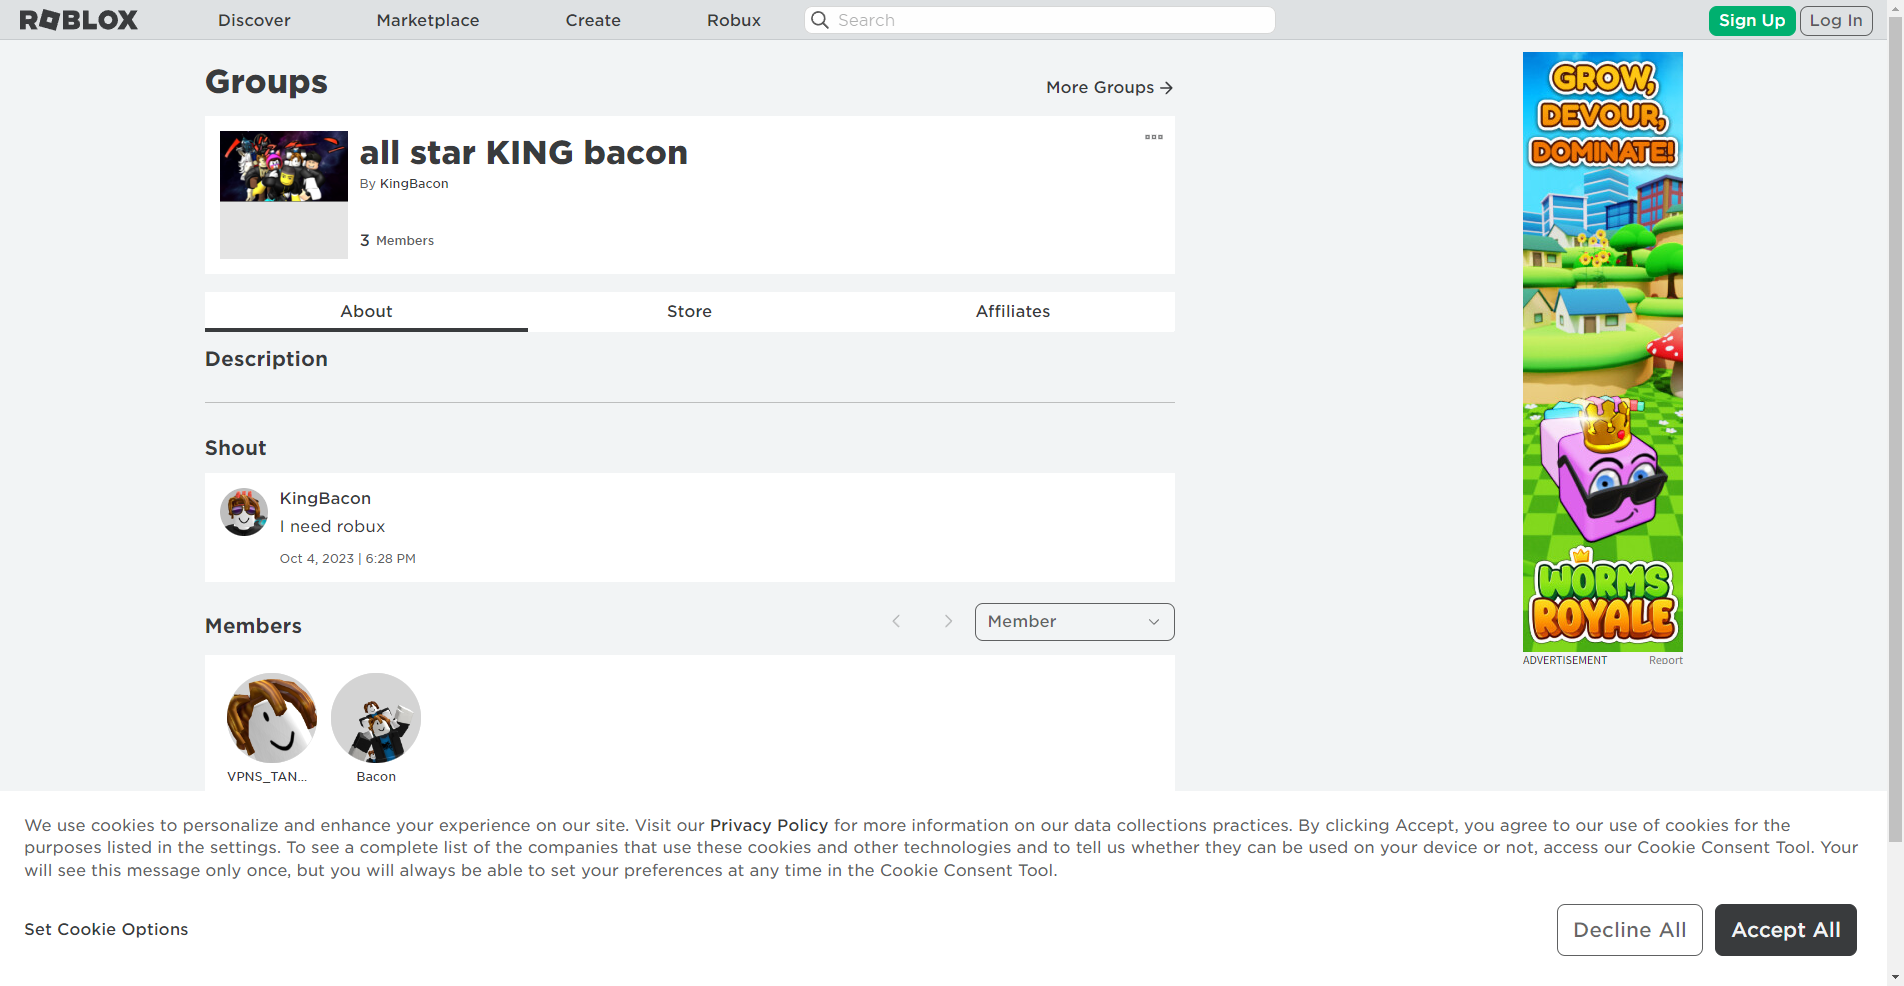 ROBLOX
Discover
Marketplace
Create
Robux
Search
Sign Up
Log In
Groups
More Groups
all star KING bacon
By KingBacon
3 Members
About
Store
Affiliates
Description
Shout
KingBacon
I need robux
Oct 4, 2023 | 6:28 PM
Members
Member
VPNS_TAN...
Bacon
GROW,
DEVOUR,
DOMINATE!
WORMS
ROYALE
ADVERTISEMENT
Report
We use cookies to personalize and enhance your experience on our site. Visit our Privacy Policy for more information on our data collections practices. By clicking Accept, you agree to our use of cookies for the
purposes listed in the settings. To see a complete list of the companies that use these cookies and other technologies and to tell us whether they can be used on your device or not, access our Cookie Consent Tool. Your
will see this message only once, but you will always be able to set your preferences at any time in the Cookie Consent Tool.
Set Cookie Options
Decline All
Accept All